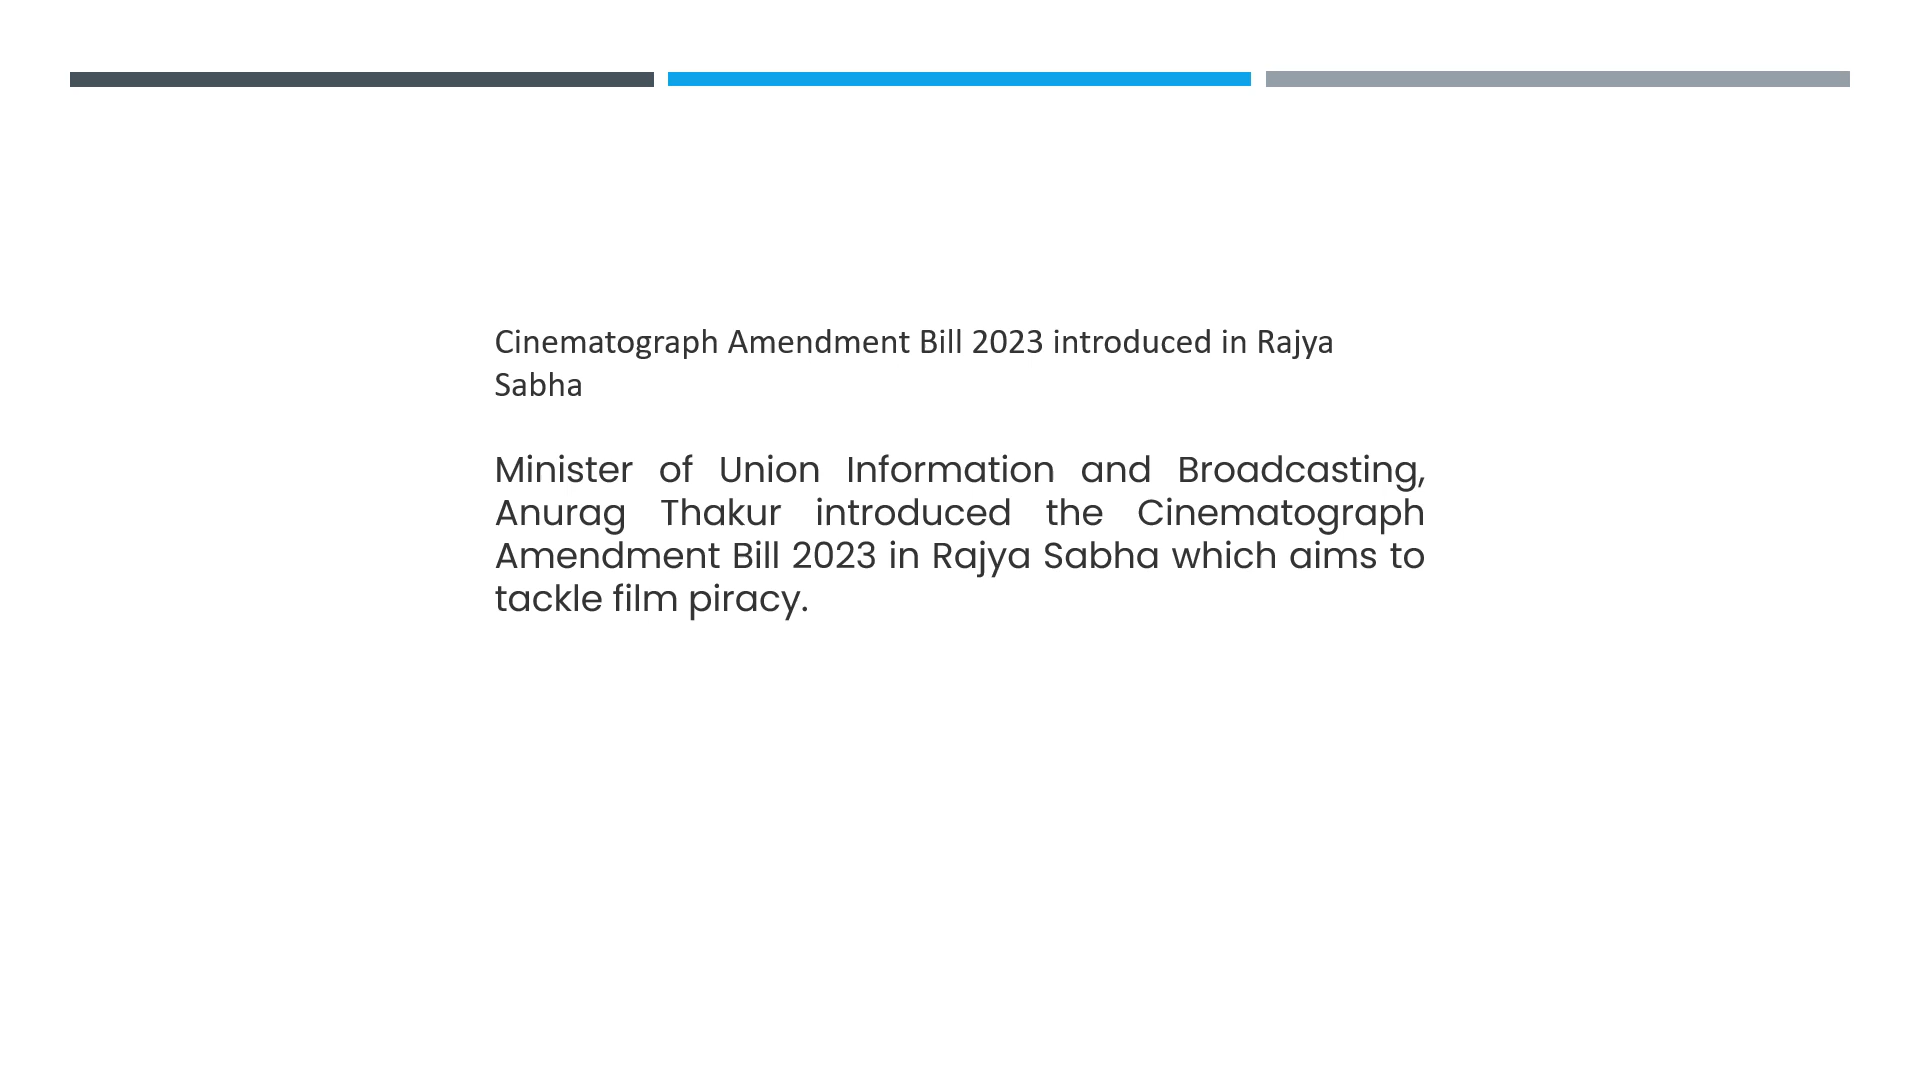 Cinematograph Amendment Bill 2023 introduced in Rajya
Sabha
Minister of Union Information and Broadcasting,
Anurag Thakur introduced the Cinematograph
Amendment Bill 2023 in Rajya Sabha which aims to
tackle film piracy.